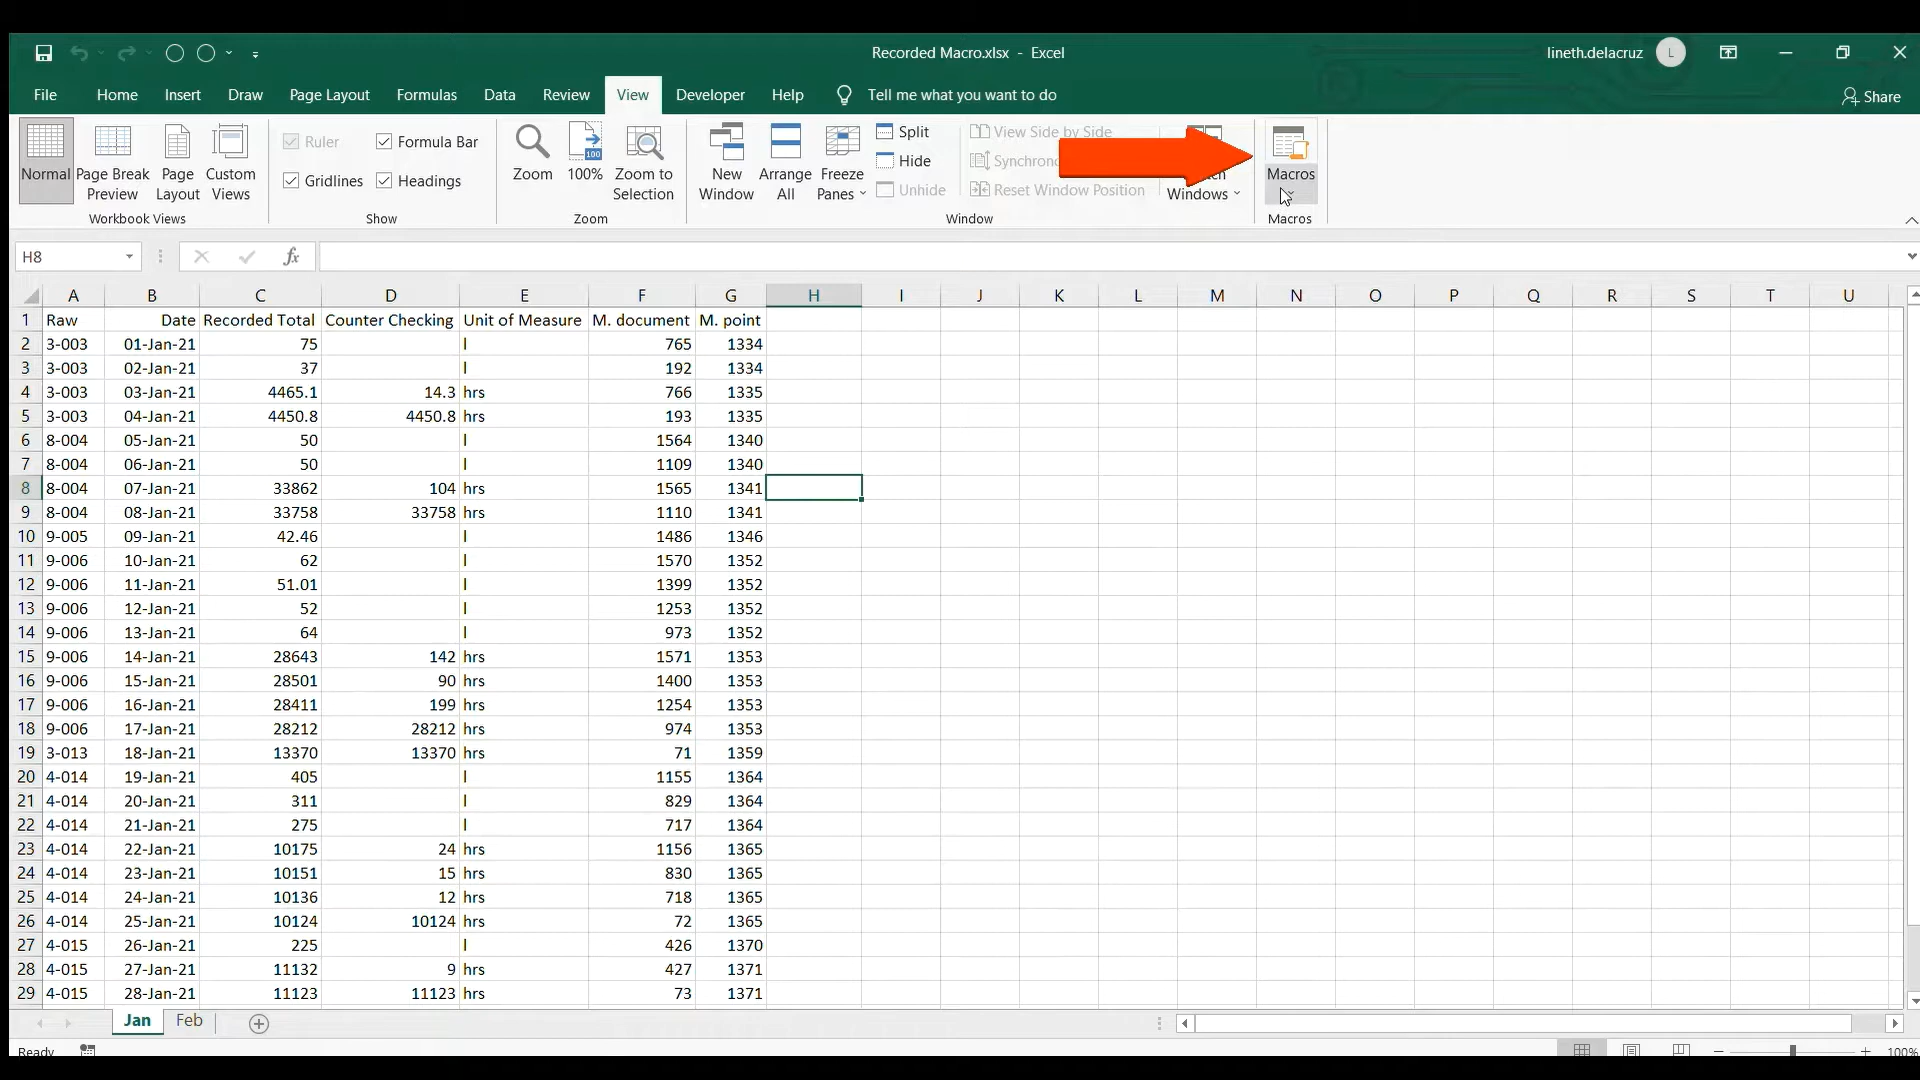 Recorded Macro.xlsx - Excel
lineth.delacruz
L
File Home Insert Draw Page Layout Formulas Data Review View Developer Help Tell me what you want to do
Share
Normal
Page Break Preview
Page Layout
Custom Views
Workbook Views
Ruler
Formula Bar
Gridlines
Headings
Show
Zoom
100
100%
Zoom to Selection
Zoom
New Window
Arrange All
Freeze Panes
Split
Hide
Unhide
View Side by Side
Reset Window Position
Windows
Window
Macros
Macros
H8
fx
A B C D E F G H I J K L M N O P Q R S T U
1 Raw Date Recorded Total Counter Checking Unit of Measure M. document M. point
2 3-003 01-Jan-21 75 l 765 1334
3 3-003 02-Jan-21 37 l 192 1334
4 3-003 03-Jan-21 4465.1 14.3 hrs 766 1335
5 3-003 04-Jan-21 4450.8 4450.8 hrs 193 1335
6 8-004 05-Jan-21 50 l 1564 1340
7 8-004 06-Jan-21 50 l 1109 1340
8 8-004 07-Jan-21 33862 104 hrs 1565 1341
9 8-004 08-Jan-21 33758 33758 hrs 1110 1341
10 9-005 09-Jan-21 42.46 l 1486 1346
11 9-006 10-Jan-21 62 l 1570 1352
12 9-006 11-Jan-21 51.01 l 1399 1352
13 9-006 12-Jan-21 52 l 1253 1352
14 9-006 13-Jan-21 64 l 973 1352
15 9-006 14-Jan-21 28643 142 hrs 1571 1353
16 9-006 15-Jan-21 28501 90 hrs 1400 1353
17 9-006 16-Jan-21 28411 199 hrs 1254 1353
18 9-006 17-Jan-21 28212 28212 hrs 974 1353
19 3-013 18-Jan-21 13370 13370 hrs 71 1359
20 4-014 19-Jan-21 405 l 1155 1364
21 4-014 20-Jan-21 311 l 829 1364
22 4-014 21-Jan-21 275 l 717 1364
23 4-014 22-Jan-21 10175 24 hrs 1156 1365
24 4-014 23-Jan-21 10151 15 hrs 830 1365
25 4-014 24-Jan-21 10136 12 hrs 718 1365
26 4-014 25-Jan-21 10124 10124 hrs 72 1365
27 4-015 26-Jan-21 225 l 426 1370
28 4-015 27-Jan-21 11132 9 hrs 427 1371
29 4-015 28-Jan-21 11123 11123 hrs 73 1371
Jan Feb
Ready
100%